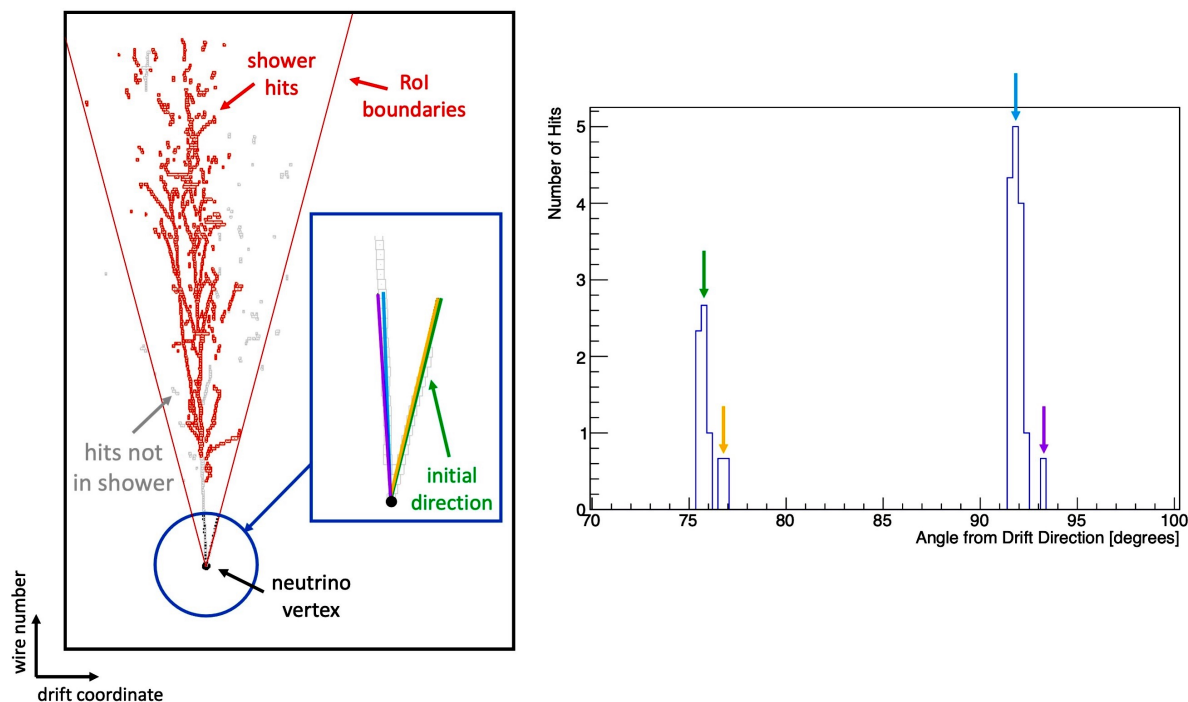 shower
hits
RoI
boundaries
hits not
in shower
initial
direction
neutrino
vertex
wire number
drift coordinate
Number of Hits
5
4
3
2
1
0
70
75
80
85
90
95
100
Angle from Drift Direction [degrees]